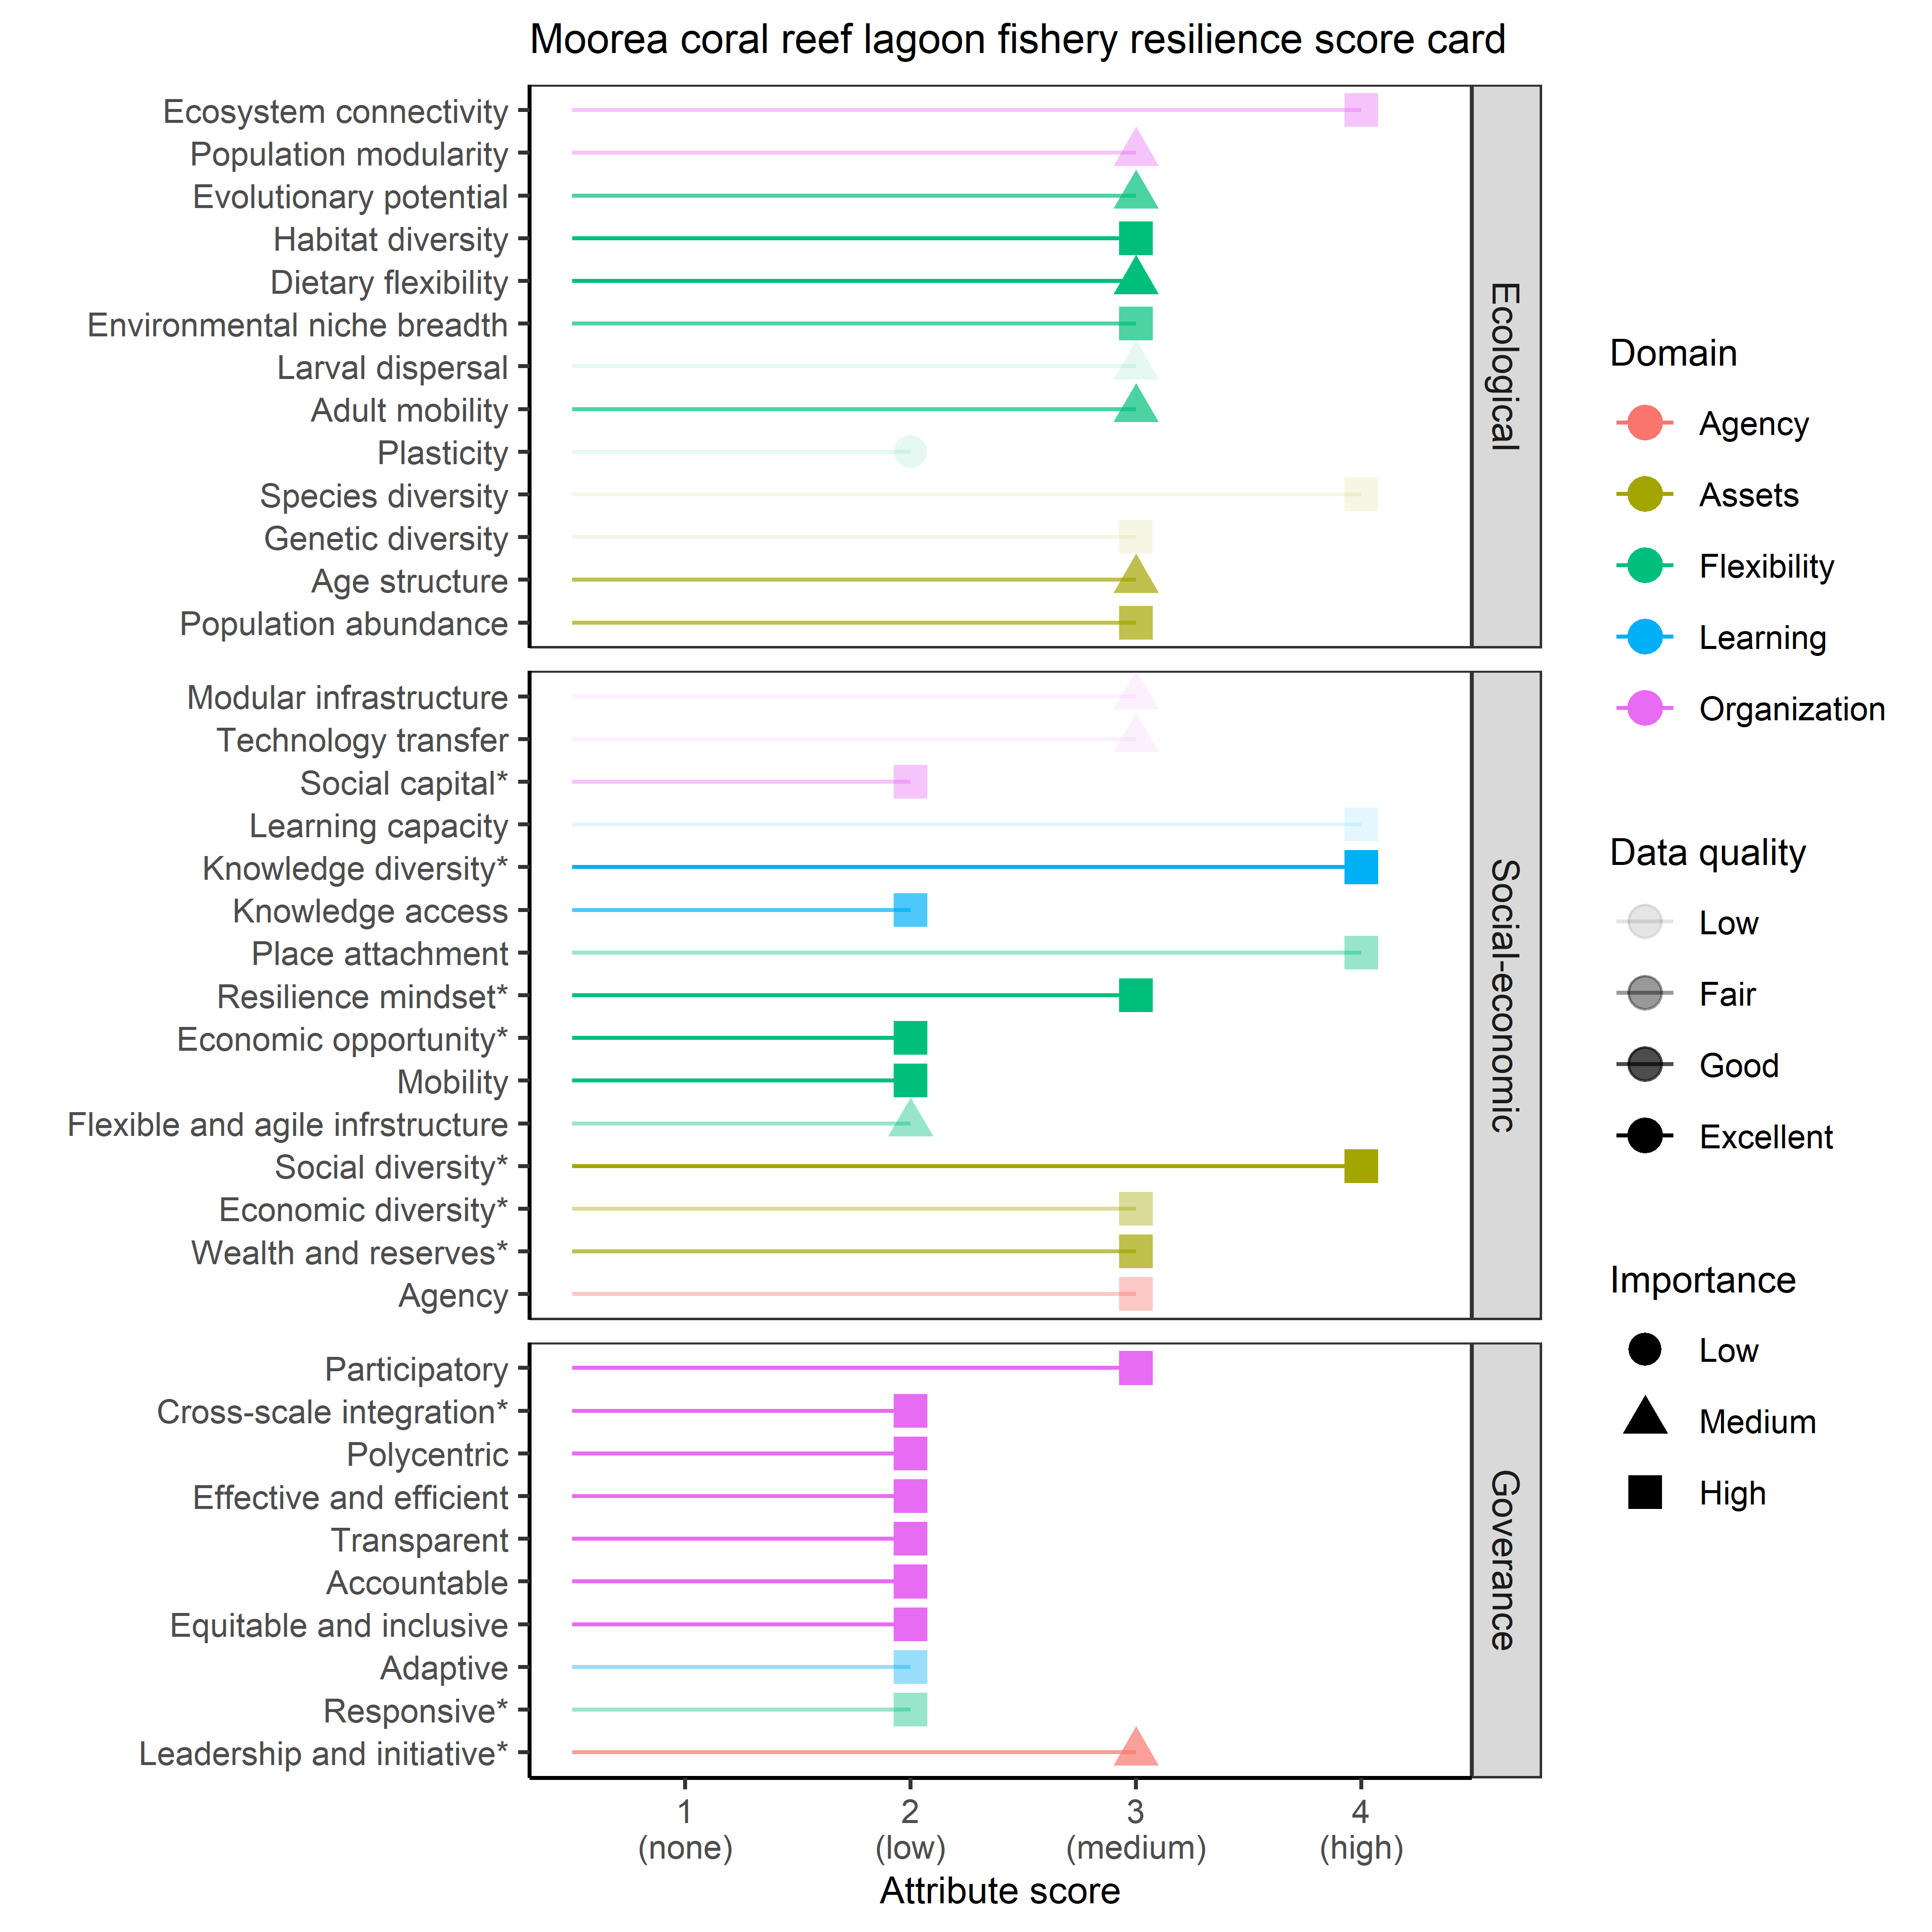 Moorea coral reef lagoon fishery resilience score card
Ecosystem connectivity
Population modularity
Evolutionary potential
Habitat diversity
Dietary flexibility
Environmental niche breadth
Larval dispersal
Adult mobility
Plasticity
Species diversity
Genetic diversity
Age structure
Population abundance
Ecological
Modular infrastructure
Technology transfer
Social capital*
Learning capacity
Knowledge diversity*
Knowledge access
Place attachment
Resilience mindset*
Economic opportunity*
Mobility
Flexible and agile infrstructure
Social diversity*
Economic diversity*
Wealth and reserves*
Agency
Social-economic
Participatory
Cross-scale integration*
Polycentric
Effective and efficient
Transparent
Accountable
Equitable and inclusive
Adaptive
Responsive*
Leadership and initiative*
Goverance
1
(none)
2
(low)
3
(medium)
4
(high)
Attribute score
Domain
Agency
Assets
Flexibility
Learning
Organization
Data quality
Low
Fair
Good
Excellent
Importance
Low
Medium
High